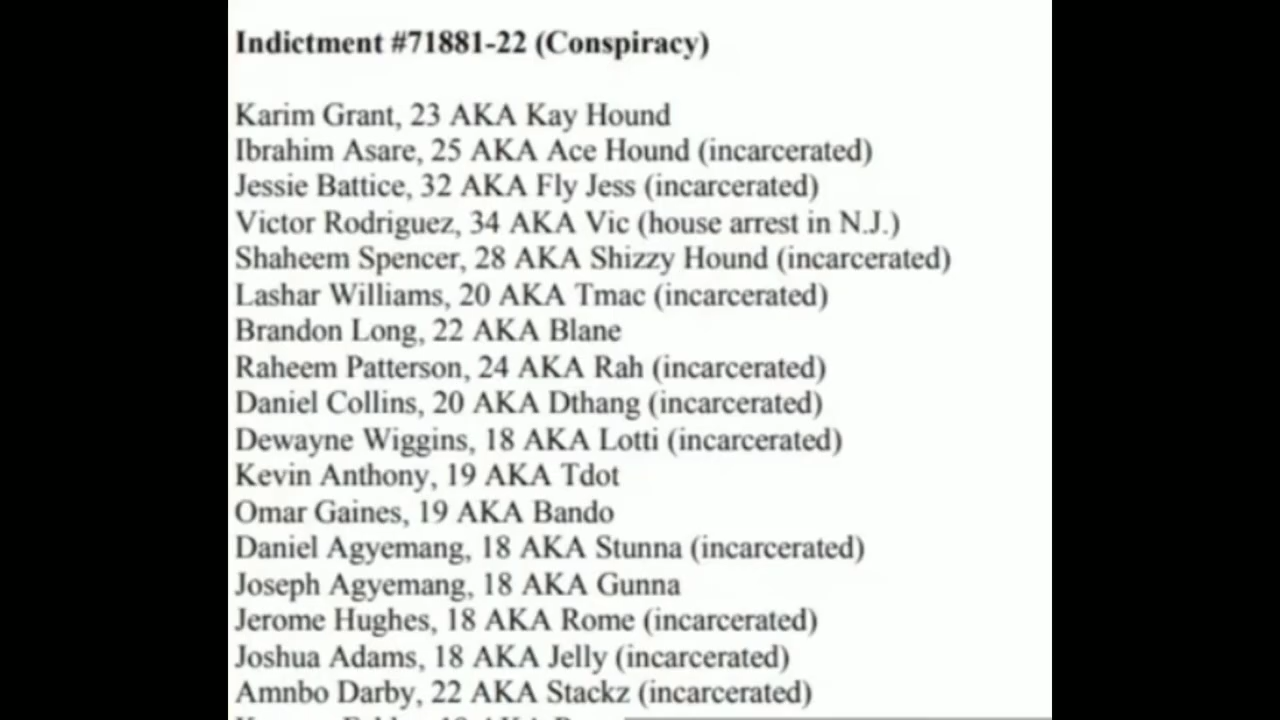 Indictment #71881-22 (Conspiracy)
Karim Grant, 23 AKA Kay Hound
Ibrahim Asare, 25 AKA Ace Hound (incarcerated)
Jessie Battice, 32 AKA Fly Jess (incarcerated)
Victor Rodriguez, 34 AKA Vic (house arrest in N.J.)
Shaheem Spencer, 28 AKA Shizzy Hound (incarcerated)
Lashar Williams, 20 AKA Tmac (incarcerated)
Brandon Long, 22 AKA Blane
Raheem Patterson, 24 AKA Rah (incarcerated)
Daniel Collins, 20 AKA Dthang (incarcerated)
Dewayne Wiggins, 18 AKA Lotti (incarcerated)
Kevin Anthony, 19 AKA Tdot
Omar Gaines, 19 AKA Bando
Daniel Agyemang, 18 AKA Stunna (incarcerated)
Joseph Agyemang, 18 AKA Gunna
Jerome Hughes, 18 AKA Rome (incarcerated)
Joshua Adams, 18 AKA Jelly (incarcerated)
Amnbo Darby, 22 AKA Stackz (incarcerated)